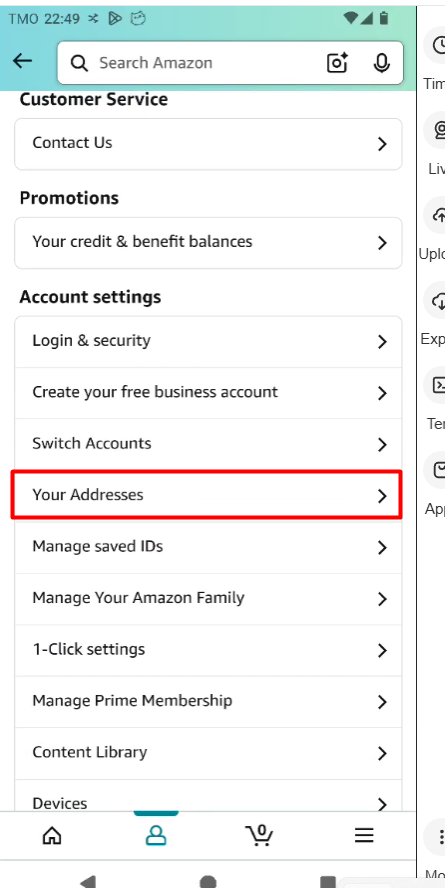 TMO 22:49
Search Amazon
Customer Service
Contact Us
Promotions
Your credit & benefit balances
Account settings
Login & security
Create your free business account
Switch Accounts
Your Addresses
Manage saved IDs
Manage Your Amazon Family
1-Click settings
Manage Prime Membership
Content Library
Devices
0